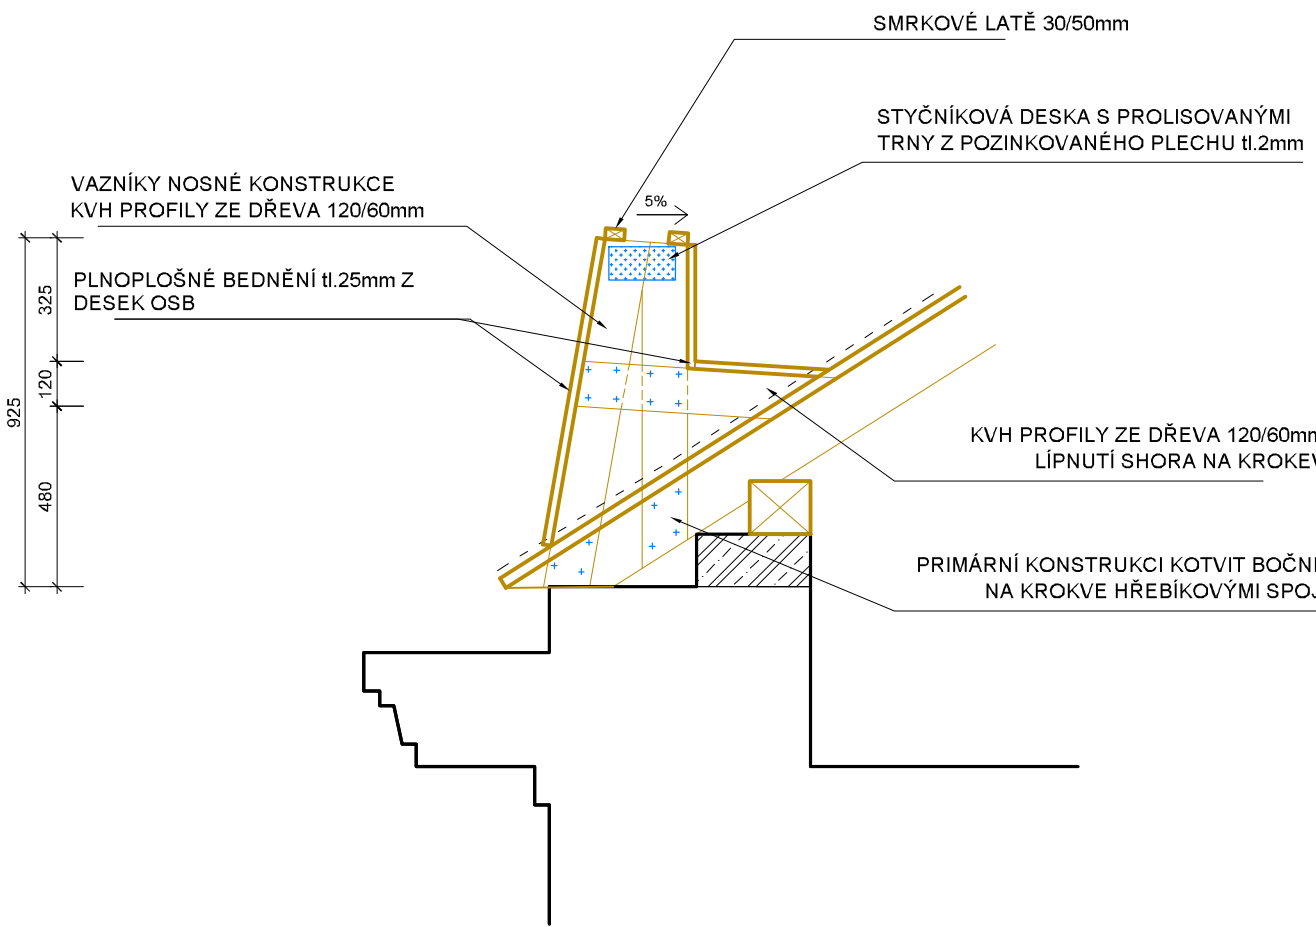 SMRKOVÉ LATĚ 30/50mm
STYČNÍKOVÁ DESKA S PROLISOVANÝMI
TRNY Z POZINKOVANÉHO PLECHU tl.2mm
VAZNÍKY NOSNÉ KONSTRUKCE
KVH PROFILY ZE DŘEVA 120/60mm
5%
PLNOPLOŠNÉ BEDNĚNÍ tl.25mm Z
DESEK OSB
325
120
925
480
KVH PROFILY ZE DŘEVA 120/60mm
LÍPNUTÍ SHORA NA KROKEV
PRIMÁRNÍ KONSTRUKCI KOTVIT BOČNĚ
NA KROKVE HŘEBÍKOVÝMI